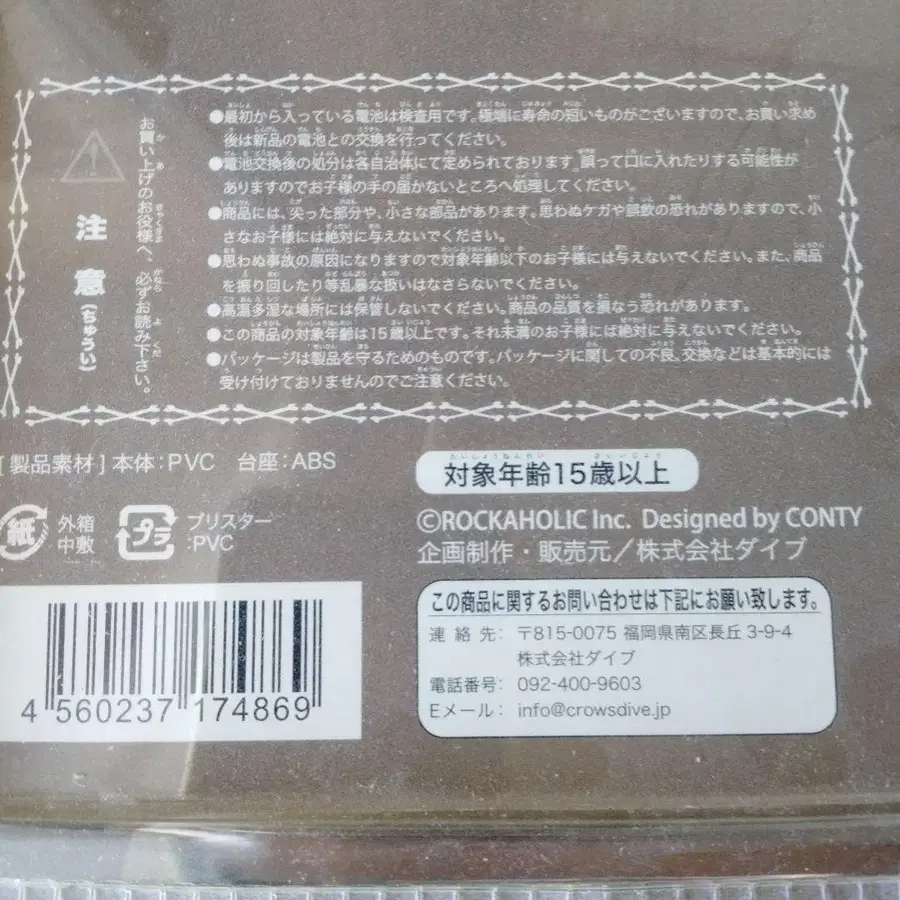 お買い上げのお役様へ、必ずお読み下さい。
注意(ちゅうい)
●最初から入っている電池は検査用です。極端に寿命の短いものがございますので、お買い求め
後は新品の電池との交換を行ってください。
●電池交換後の処分は各自治体にて定められております。誤って口に入れたりする可能性が
ありますのでお子様の手の届かないところへ処理してください。
●商品には、尖った部分や、小さな部品があります。思わぬケガや誤飲の恐れがありますので、小
さなお子様には絶対に与えないでください。
●思わぬ事故の原因になりますので対象年齢以下のお子様には与えないでください。また、商品
を振り回したり等乱暴な扱いはなさらないでください。
●高温多湿な場所には保管しないでください。商品の品質を損なう恐れがあります。
●この商品の対象年齢は15歳以上です。それ未満のお子様には絶対に与えないでください。
●パッケージは製品を守るためのものです。パッケージに関しての不良、交換などは基本的には
受け付けておりませんのでご注意ください。
[製品素材]本体:PVC 台座:ABS
対象年齢15歳以上
紙 外箱
中敷
プラ ブリスター
:PVC
©ROCKAHOLIC Inc. Designed by CONTY
企画制作・販売元/株式会社ダイブ
4 560237 174869
この商品に関するお問い合わせは下記にお願い致します。
連絡先: 〒815-0075 福岡県南区長丘 3-9-4
株式会社ダイブ
電話番号: 092-400-9603
Eメール: info@crowsdive.jp